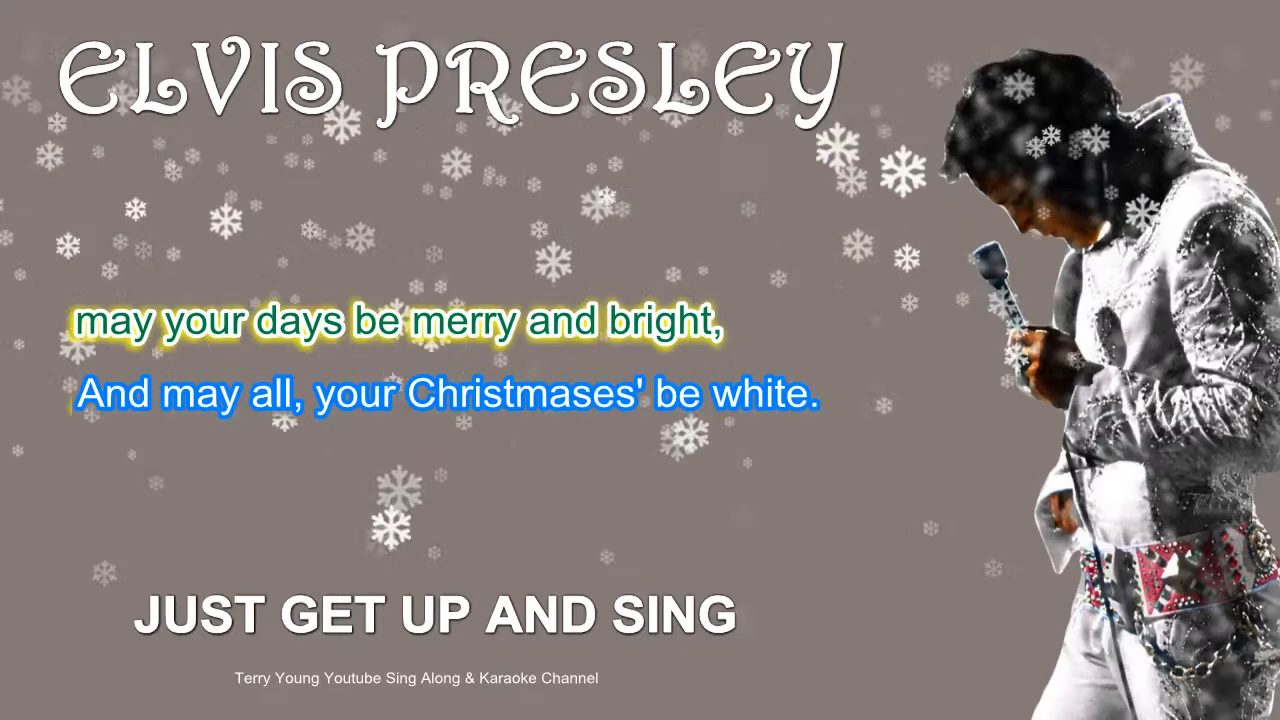 ELVIS PRESLEY
may your days be merry and bright,
And may all, your Christmases' be white.
JUST GET UP AND SING
Terry Young Youtube Sing Along & Karaoke Channel